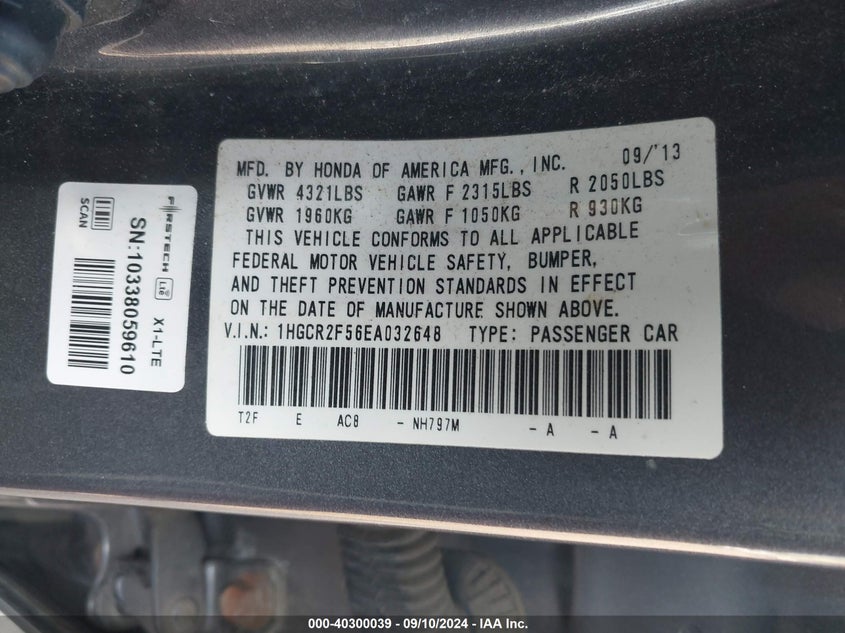 MFD. BY HONDA OF AMERICA MFG., INC. 09/'13
GVWR 4321LBS GAWR F 2315LBS R 2050LBS
GVWR 1960KG GAWR F 1050KG R 930KG
THIS VEHICLE CONFORMS TO ALL APPLICABLE
FEDERAL MOTOR VEHICLE SAFETY, BUMPER,
AND THEFT PREVENTION STANDARDS IN EFFECT
ON THE DATE OF MANUFACTURE SHOWN ABOVE.
V.I.N.: 1HGCR2F56EA032648 TYPE: PASSENGER CAR
T2F E AC8 - NH797M - A - A
FIRSTECH Lte X1-LTE
SN:10338059610
SCAN
000-40300039 - 09/10/2024 - IAA Inc.